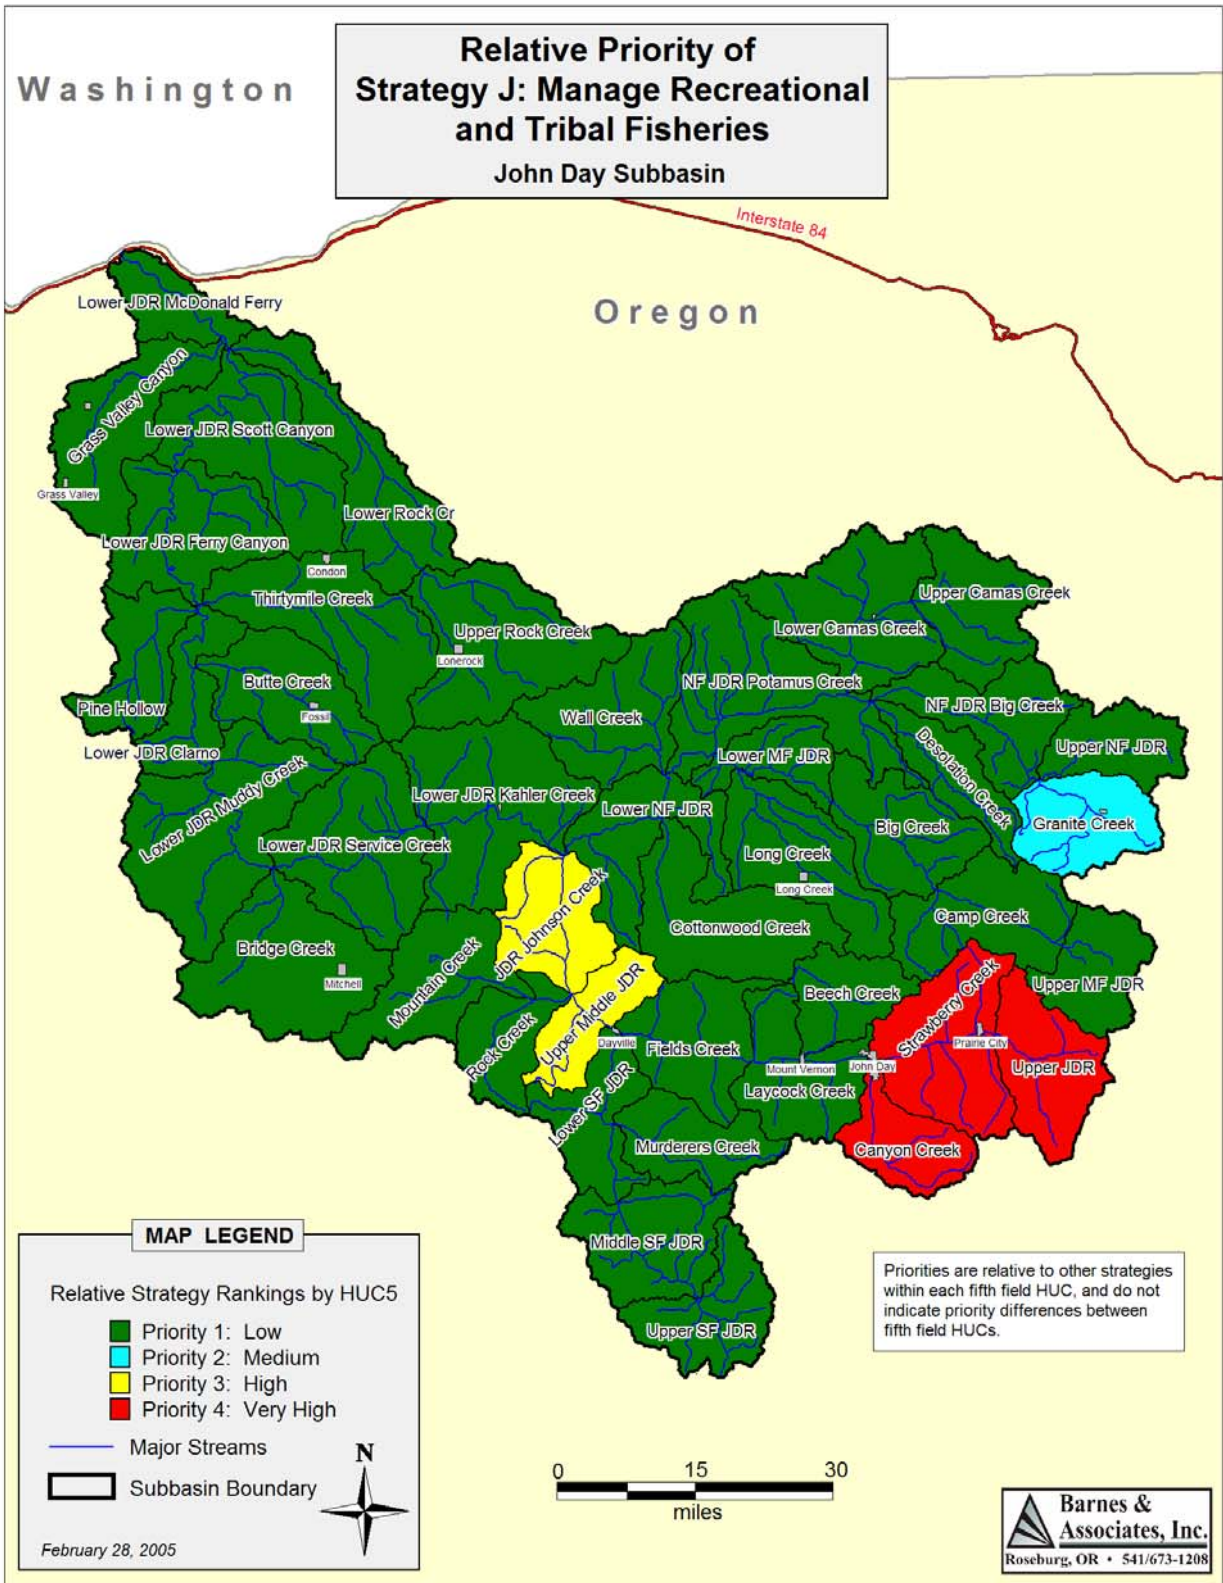 Relative Priority of
Strategy J: Manage Recreational
and Tribal Fisheries
John Day Subbasin
Washington
Interstate 84
Oregon
Lower JDR McDonald Ferry
Grass Valley Canyon
Lower JDR Scott Canyon
Grass Valley
Lower Rock Cr
Lower JDR Ferry Canyon
Condon
Thirtymile Creek
Upper Camas Creek
Lower Camas Creek
Upper Rock Creek
Lonerock
Butte Creek
NF JDR Potamus Creek
Pine Hollow
Fossil
Wall Creek
NF JDR Big Creek
Lower JDR Clarno
Lower MF JDR
Desolation Creek
Upper NF JDR
Lower JDR Muddy Creek
Lower JDR Kahler Creek
Lower NF JDR
Big Creek
Granite Creek
Lower JDR Service Creek
Long Creek
Long Creek
JDR Johnson Creek
Cottonwood Creek
Camp Creek
Bridge Creek
Mitchell
Mountain Creek
Beech Creek
Strawberry Creek
Upper MF JDR
Rock Creek
Upper Middle JDR
Dayville
Fields Creek
Prairie City
Mount Vernon
John Day
Upper JDR
Lower SF JDR
Laycock Creek
Murderers Creek
Canyon Creek
Middle SF JDR
Upper SF JDR
MAP LEGEND
Relative Strategy Rankings by HUC5
Priority 1: Low
Priority 2: Medium
Priority 3: High
Priority 4: Very High
Major Streams
Subbasin Boundary
N
February 28, 2005
0 15 30
miles
Priorities are relative to other strategies
within each fifth field HUC, and do not
indicate priority differences between
fifth field HUCs.
Barnes &
Associates, Inc.
Roseburg, OR • 541/673-1208